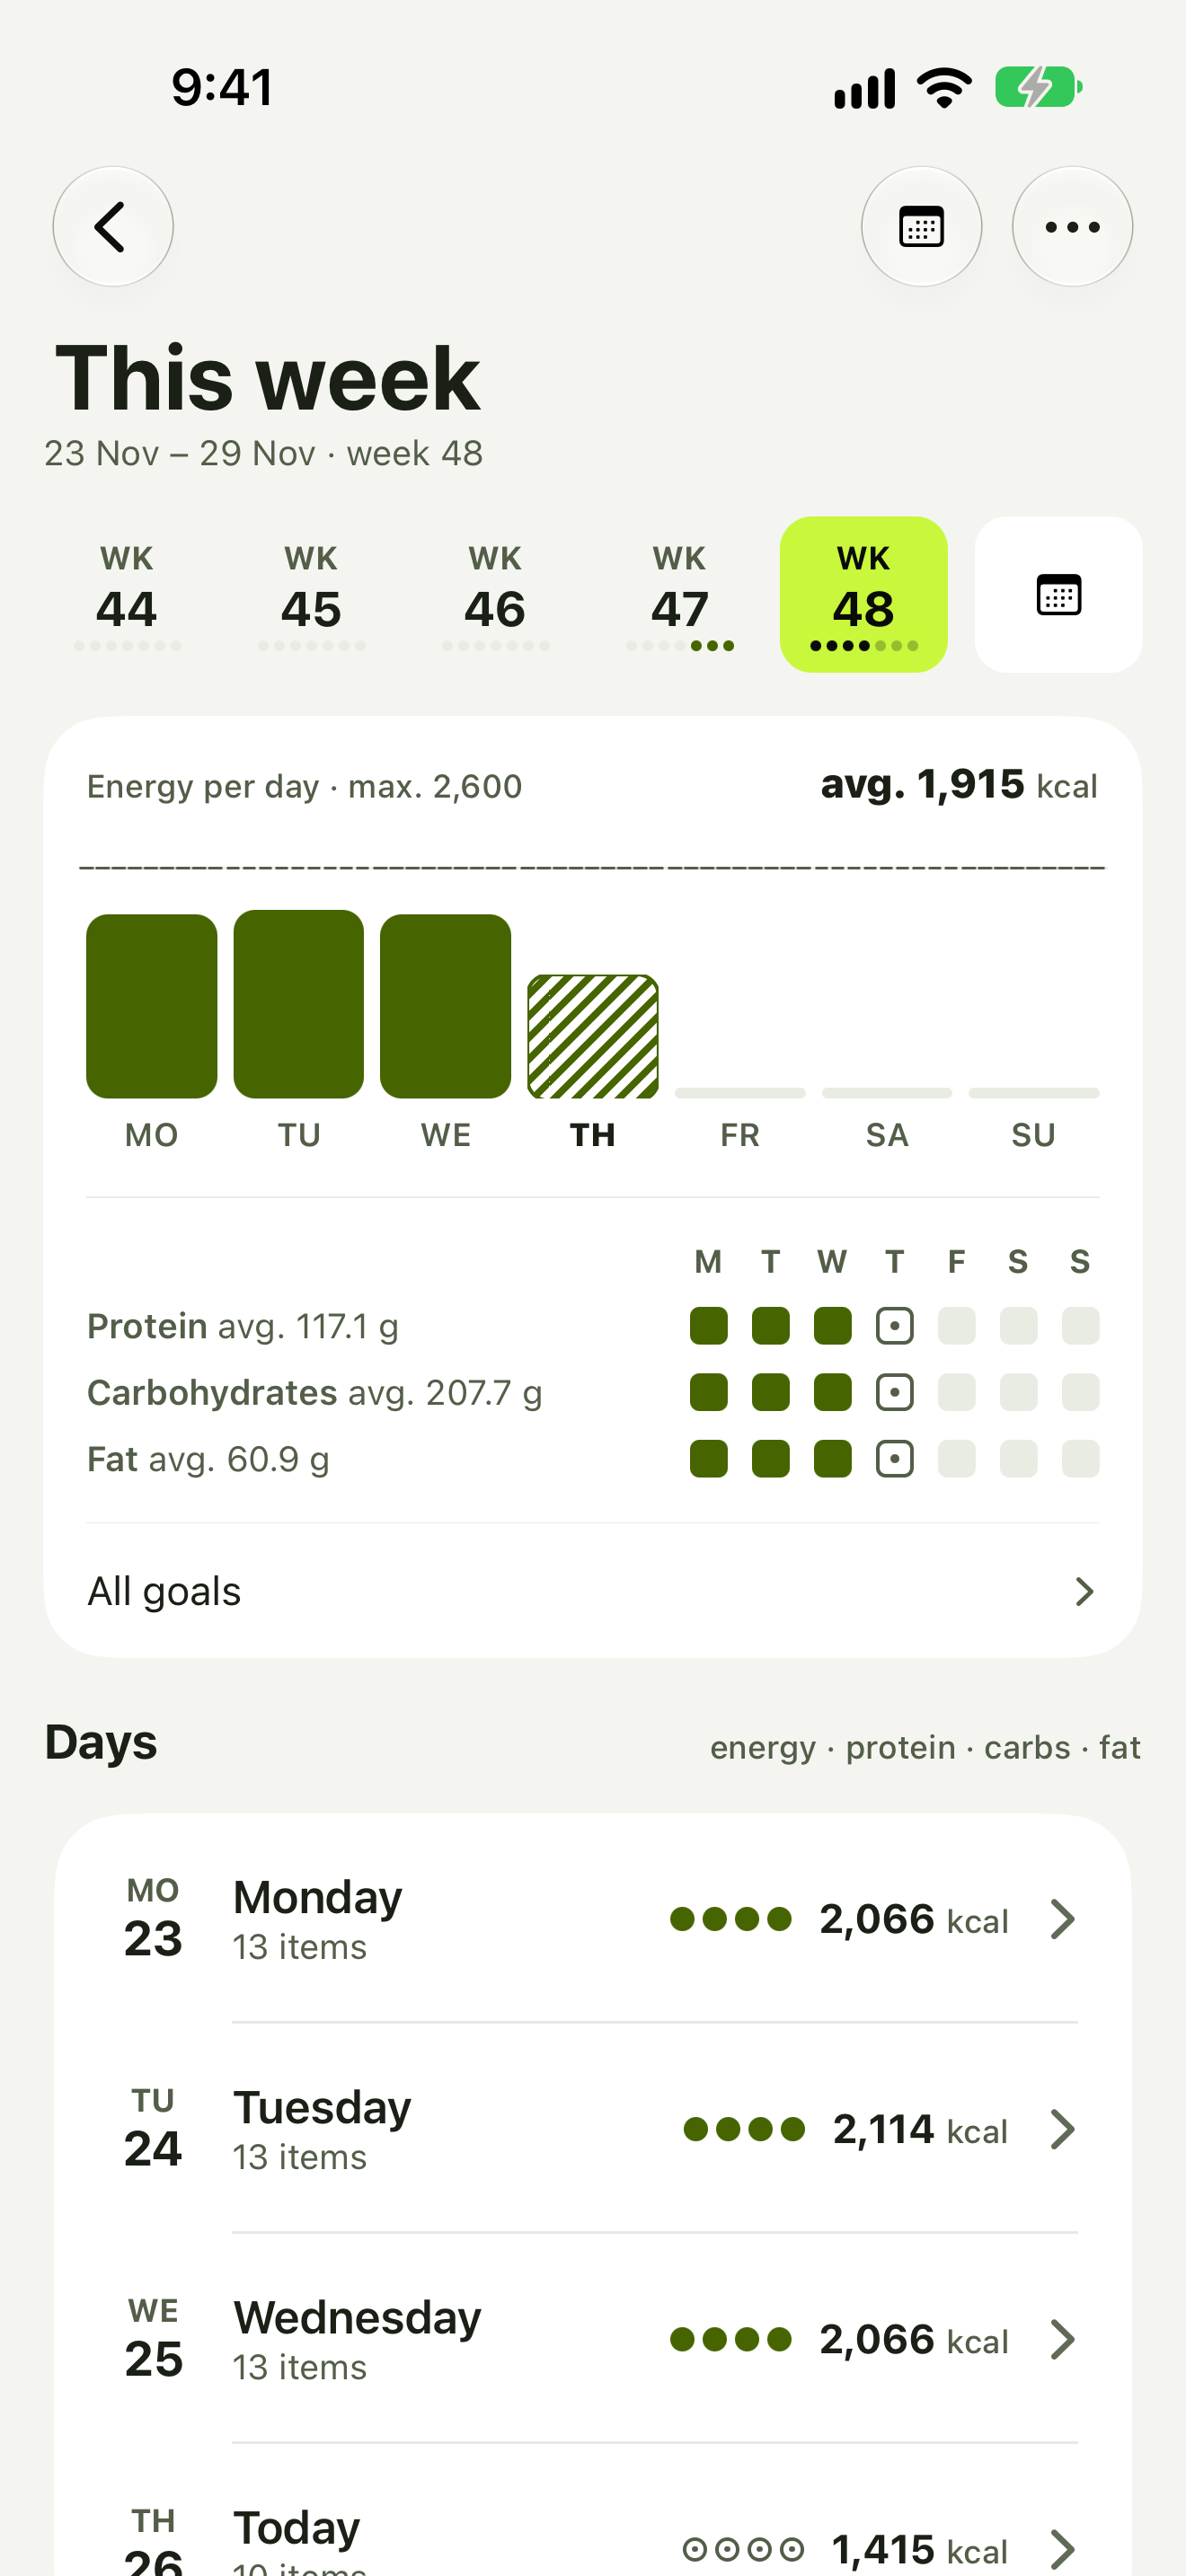 9:41
This week
23 Nov – 29 Nov · week 48
WK WK WK WK WK
44 45 46 47 48
Energy per day · max. 2,600 avg. 1,915 kcal
MO TU WE TH FR SA SU
M T W T F S S
Protein avg. 117.1 g
Carbohydrates avg. 207.7 g
Fat avg. 60.9 g
All goals
Days energy · protein · carbs · fat
MO
23
Monday
13 items
2,066 kcal
TU
24
Tuesday
13 items
2,114 kcal
WE
25
Wednesday
13 items
2,066 kcal
TH
26
Today
10 items
1,415 kcal